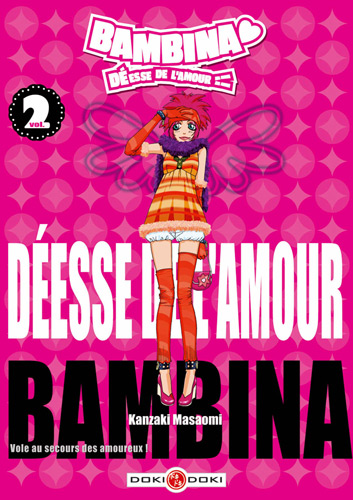 BAMBINA
DÉESSE DE L'AMOUR !!
2
vol.
DÉESSE DE L'AMOUR
BAMBINA
Kanzaki Masaomi
Vole au secours des amoureux !
DOKI DOKI